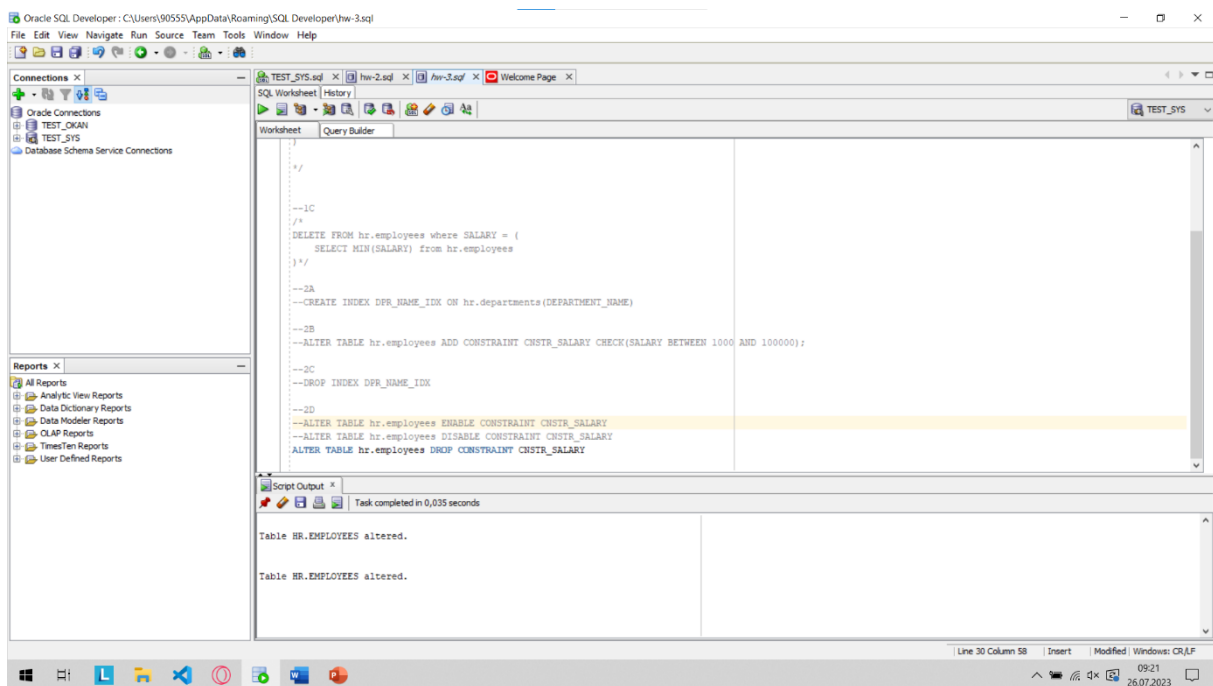 Oracle SQL Developer : C:\Users\90555\AppData\Roaming\SQL Developer\hw-3.sql
File Edit View Navigate Run Source Team Tools Window Help
Connections
Oracle Connections
TEST_OKAN
TEST_SYS
Database Schema Service Connections
Reports
All Reports
Analytic View Reports
Data Dictionary Reports
Data Modeler Reports
OLAP Reports
TimesTen Reports
User Defined Reports
TEST_SYS.sql hw-2.sql hw-3.sql Welcome Page
SQL Worksheet History
TEST_SYS
Worksheet Query Builder
)
*/
--1C
/*
DELETE FROM hr.employees where SALARY = (
SELECT MIN(SALARY) from hr.employees
)*/
--2A
--CREATE INDEX DPR_NAME_IDX ON hr.departments(DEPARTMENT_NAME)
--2B
--ALTER TABLE hr.employees ADD CONSTRAINT CNSTR_SALARY CHECK(SALARY BETWEEN 1000 AND 100000);
--2C
--DROP INDEX DPR_NAME_IDX
--2D
--ALTER TABLE hr.employees ENABLE CONSTRAINT CNSTR_SALARY
--ALTER TABLE hr.employees DISABLE CONSTRAINT CNSTR_SALARY
ALTER TABLE hr.employees DROP CONSTRAINT CNSTR_SALARY
Script Output
Task completed in 0,035 seconds
Table HR.EMPLOYEES altered.
Table HR.EMPLOYEES altered.
Line 30 Column 58 Insert Modified Windows: CR/LF
09:21
26.07.2023